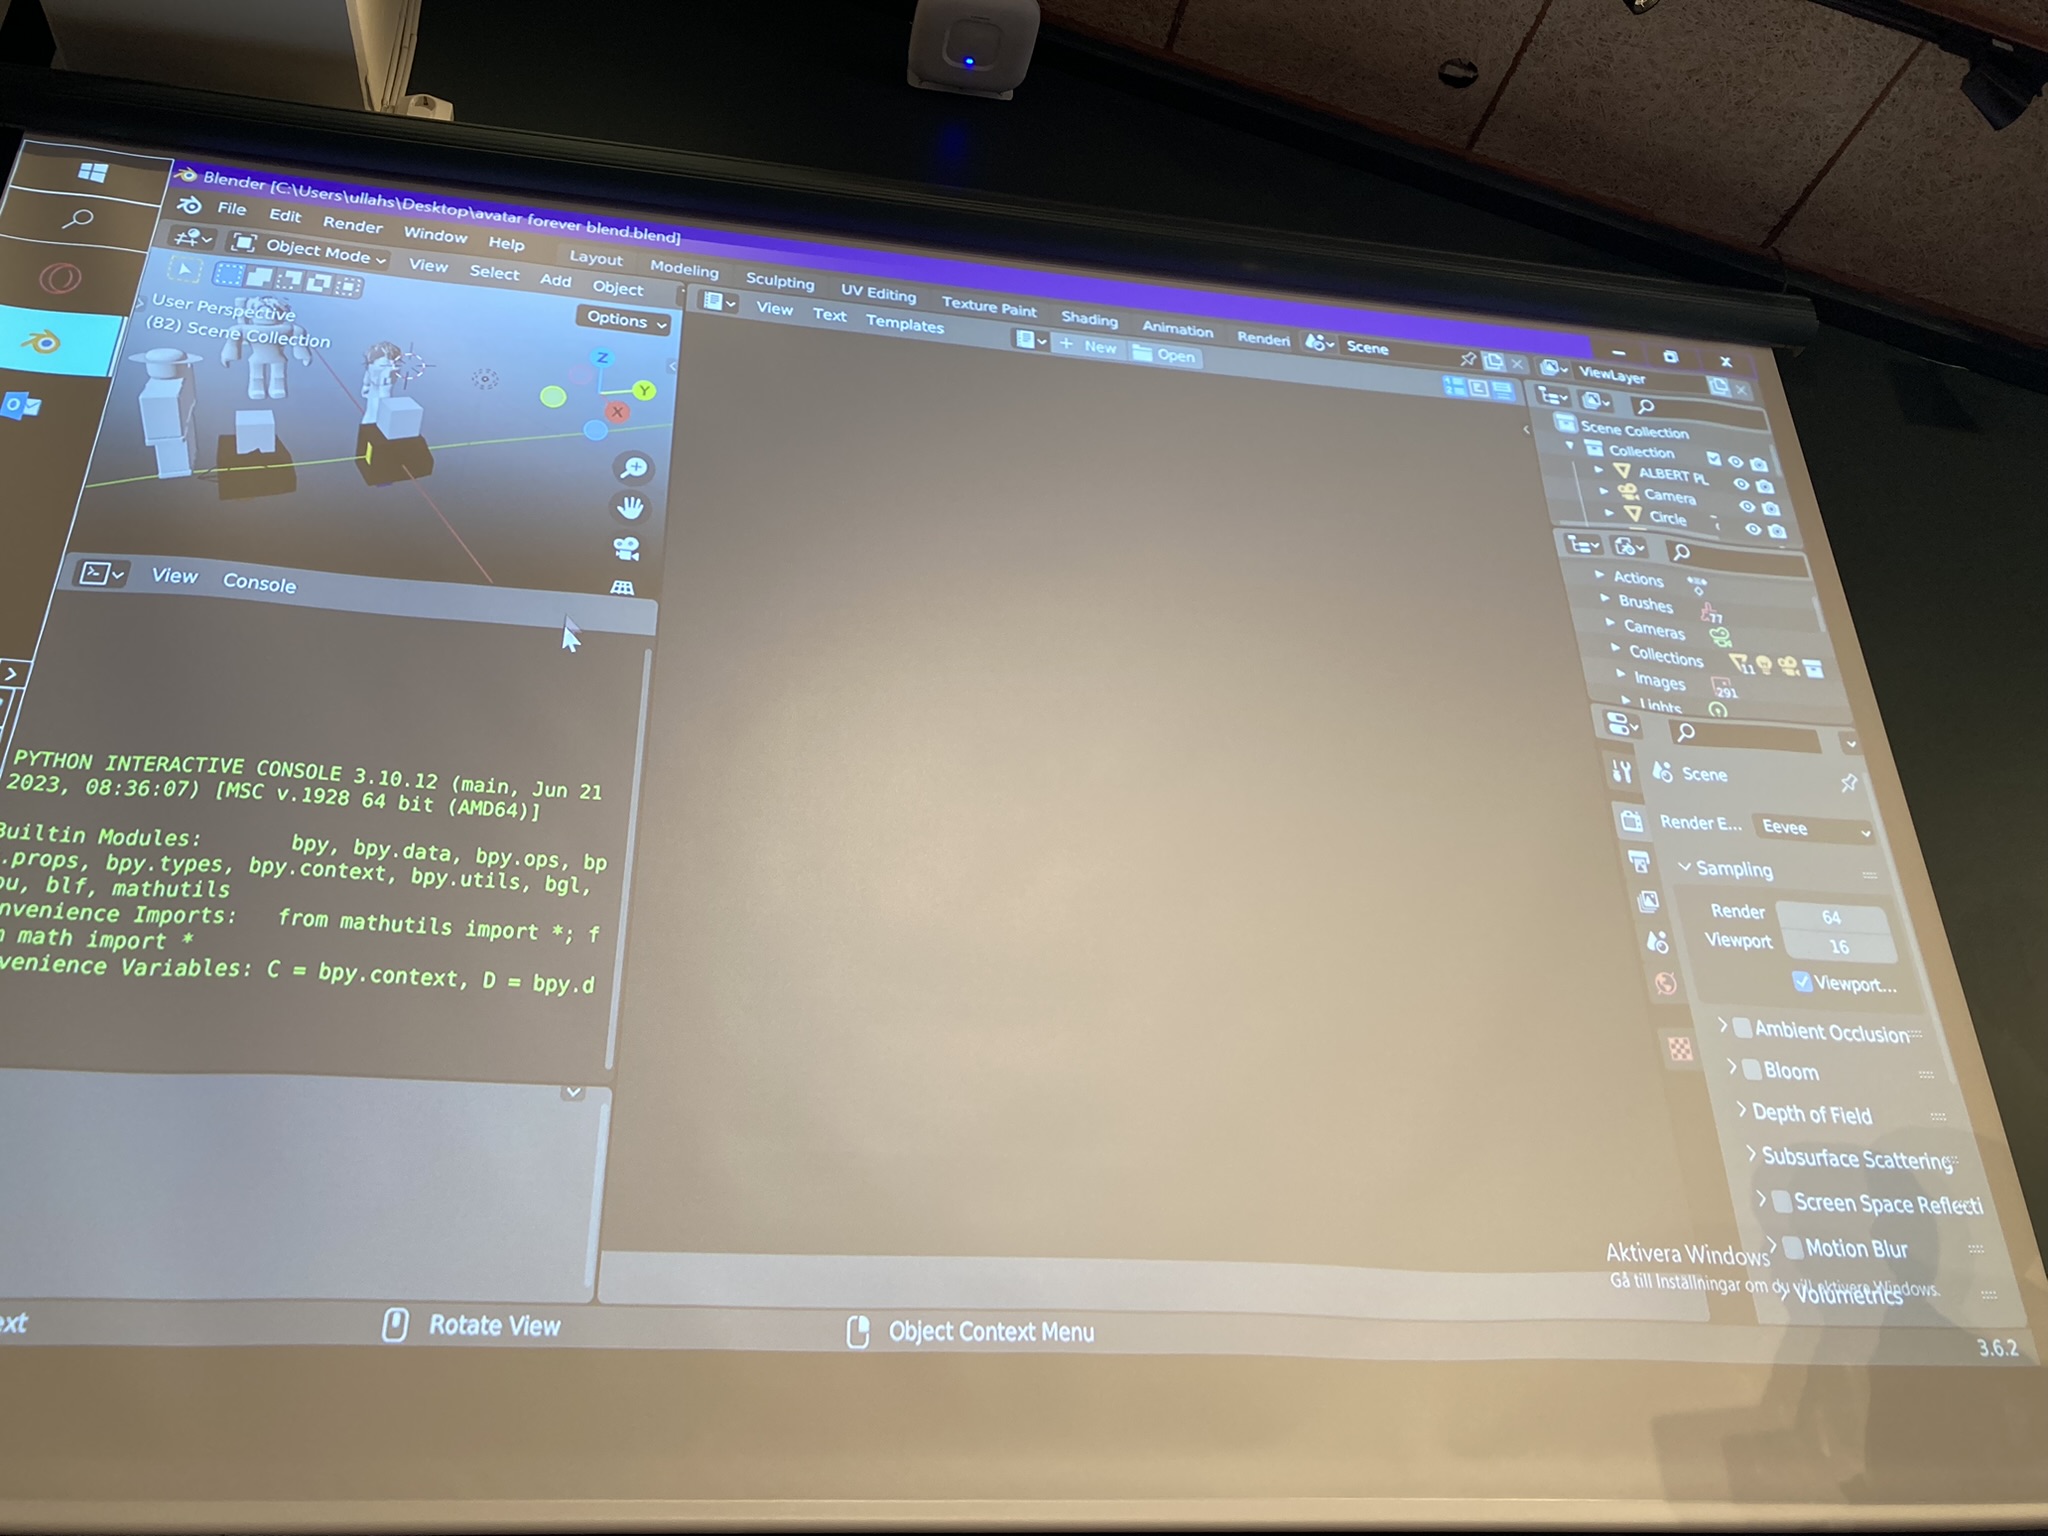 Blender [C:\Users\ullahs\Desktop\avatar forever blend.blend]
File Edit Render Window Help Layout Modeling Sculpting UV Editing Texture Paint Shading Animation Renderi Scene ViewLayer
Object Mode View Select Add Object
View Text Templates New Open
Options
User Perspective
(82) Scene Collection
Z
Y
X
Scene Collection
Collection
ALBERT PL
Camera
Circle
Actions
Brushes 77
Cameras
Collections 11
Images 291
Lights
View Console
PYTHON INTERACTIVE CONSOLE 3.10.12 (main, Jun 21
2023, 08:36:07) [MSC v.1928 64 bit (AMD64)]
Builtin Modules: bpy, bpy.data, bpy.ops, bp
.props, bpy.types, bpy.context, bpy.utils, bgl,
pu, blf, mathutils
nvenience Imports: from mathutils import *; f
m math import *
venience Variables: C = bpy.context, D = bpy.d
Scene
Render E... Eevee
Sampling
Render 64
Viewport 16
Viewport...
Ambient Occlusion
Bloom
Depth of Field
Subsurface Scattering
Screen Space Reflecti
Motion Blur
Volumetrics
Aktivera Windows
Gå till Inställningar om du vill aktivera Windows.
ext Rotate View Object Context Menu
3.6.2